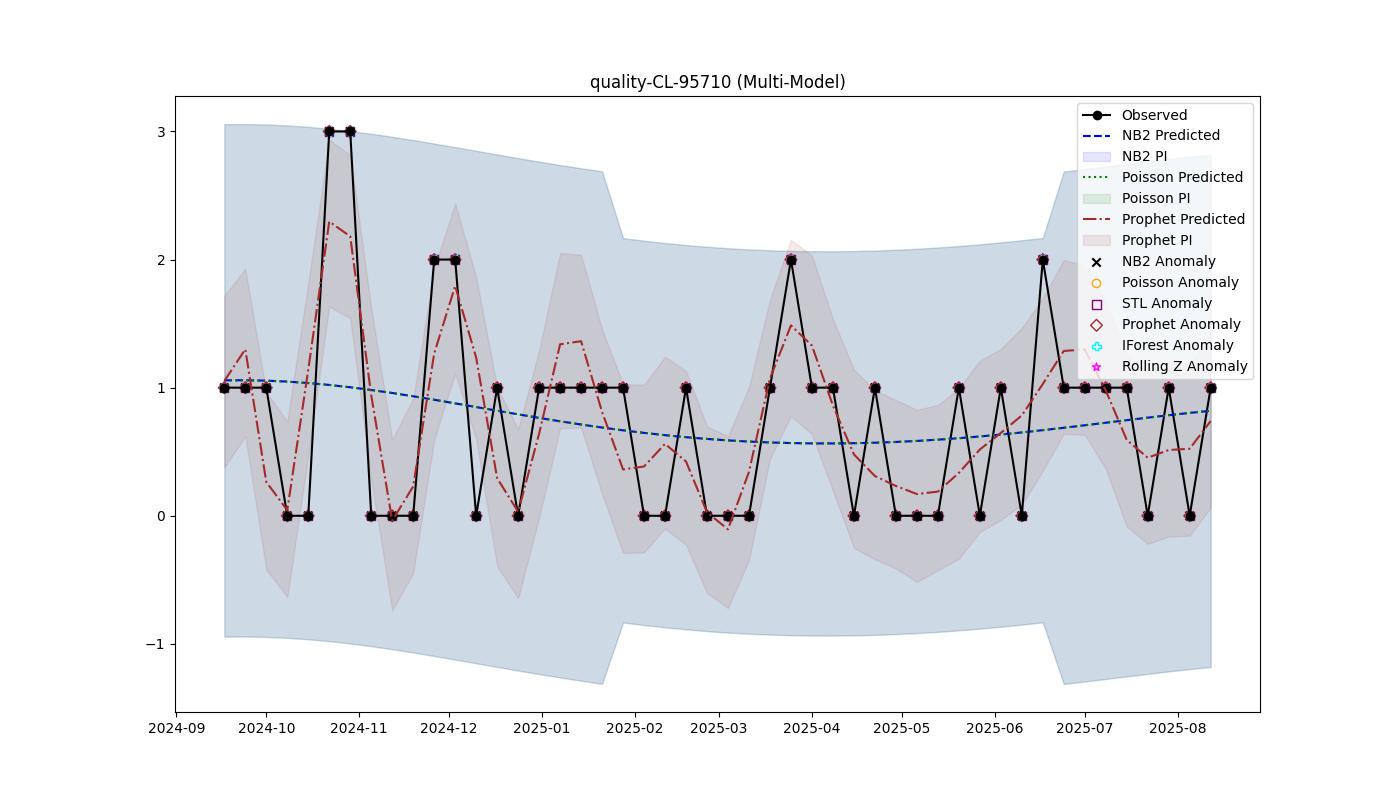 quality-CL-95710 (Multi-Model)
Observed
NB2 Predicted
NB2 PI
Poisson Predicted
Poisson PI
Prophet Predicted
Prophet PI
NB2 Anomaly
Poisson Anomaly
STL Anomaly
Prophet Anomaly
IForest Anomaly
Rolling Z Anomaly
3
2
1
0
−1
2024-09 2024-10 2024-11 2024-12 2025-01 2025-02 2025-03 2025-04 2025-05 2025-06 2025-07 2025-08